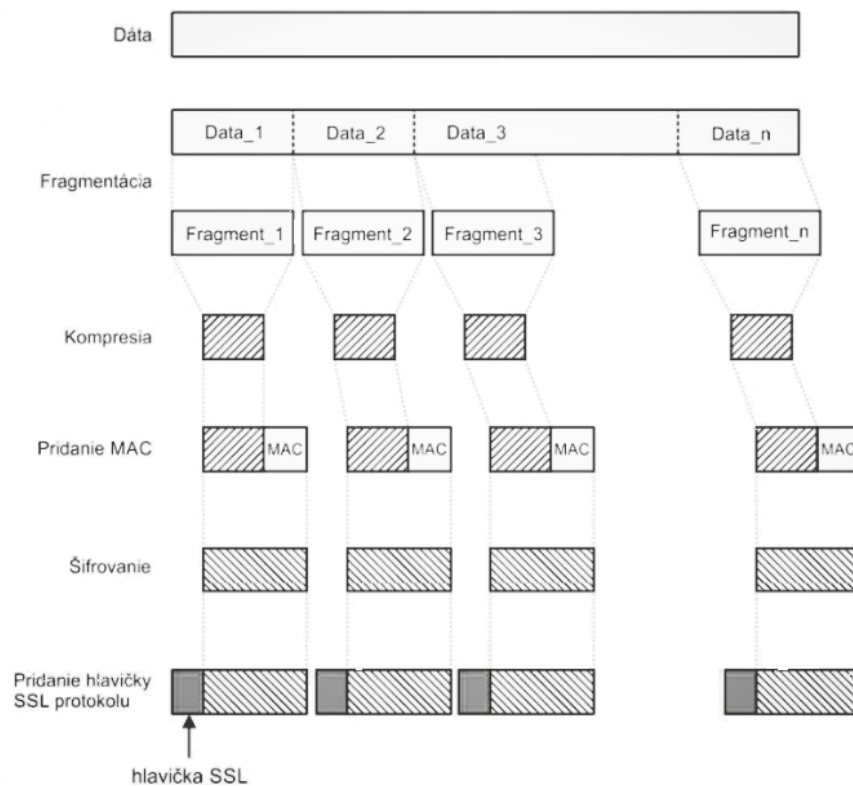 Dáta
Data_1 Data_2 Data_3 Data_n
Fragmentácia
Fragment_1 Fragment_2 Fragment_3 Fragment_n
Kompresia
Pridanie MAC MAC MAC MAC MAC
Šifrovanie
Pridanie hlavičky
SSL protokolu
hlavička SSL